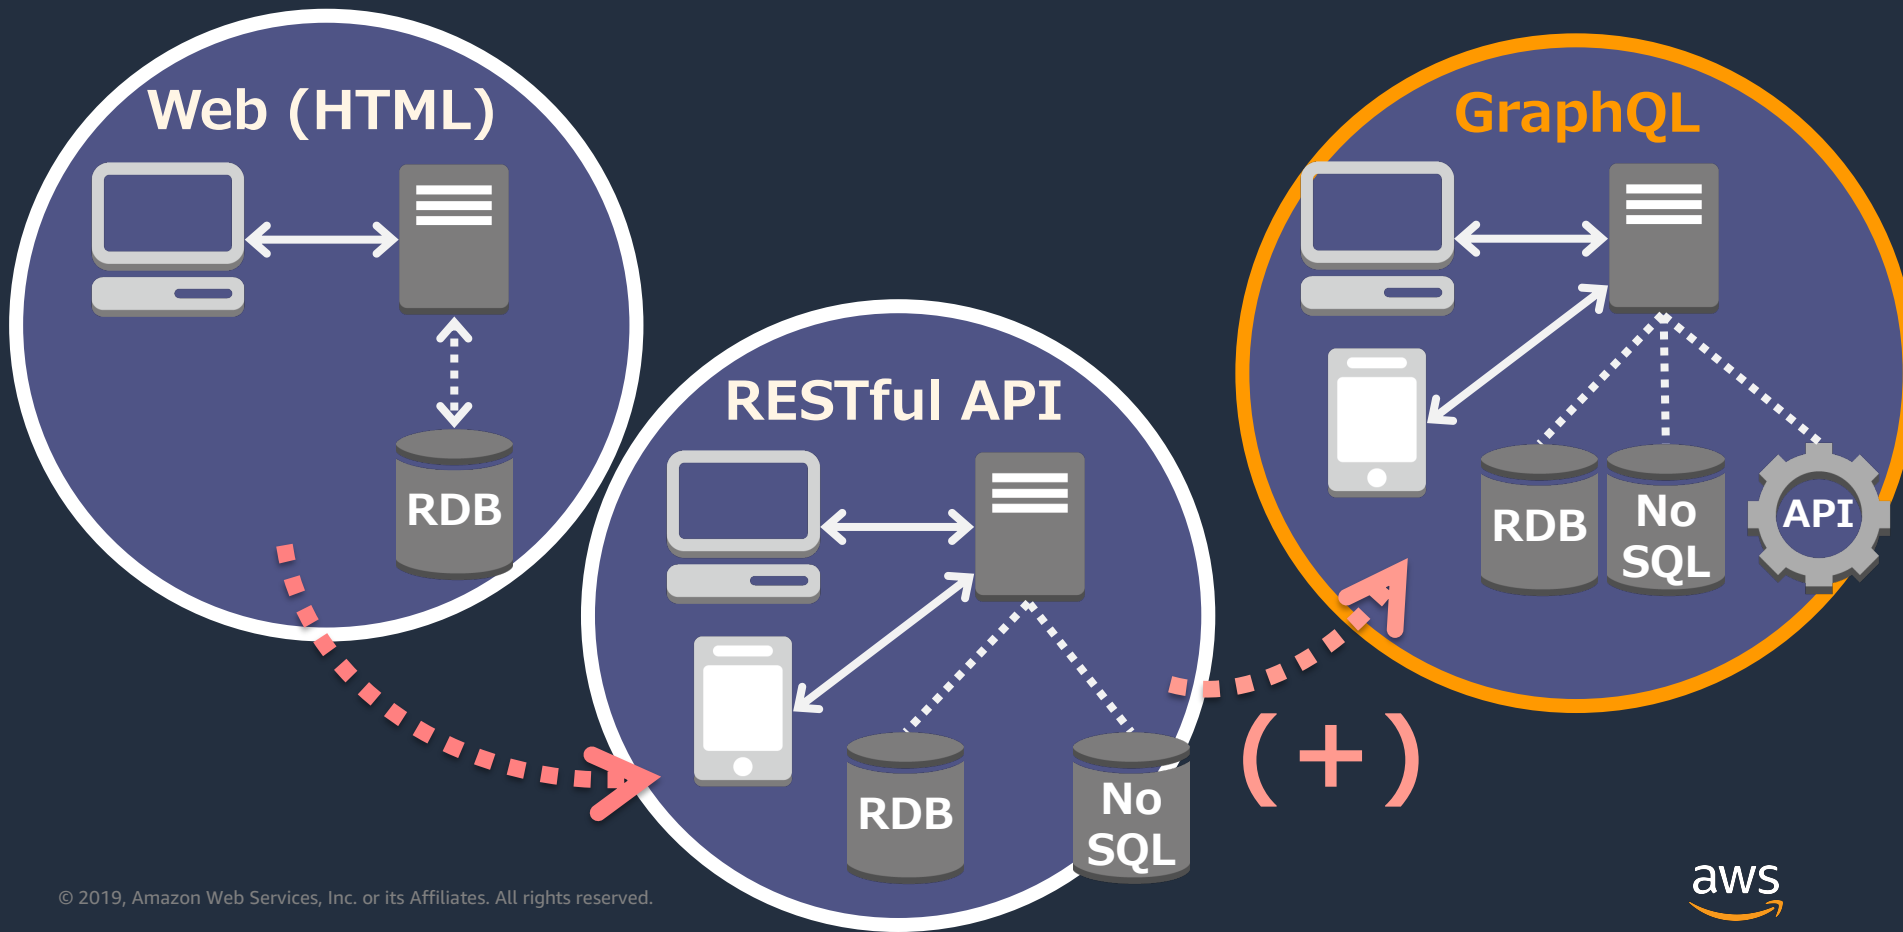 Web (HTML)
RDB
RESTful API
RDB
No
SQL
(+)
GraphQL
RDB
No
SQL
API
© 2019, Amazon Web Services, Inc. or its Affiliates. All rights reserved.
aws